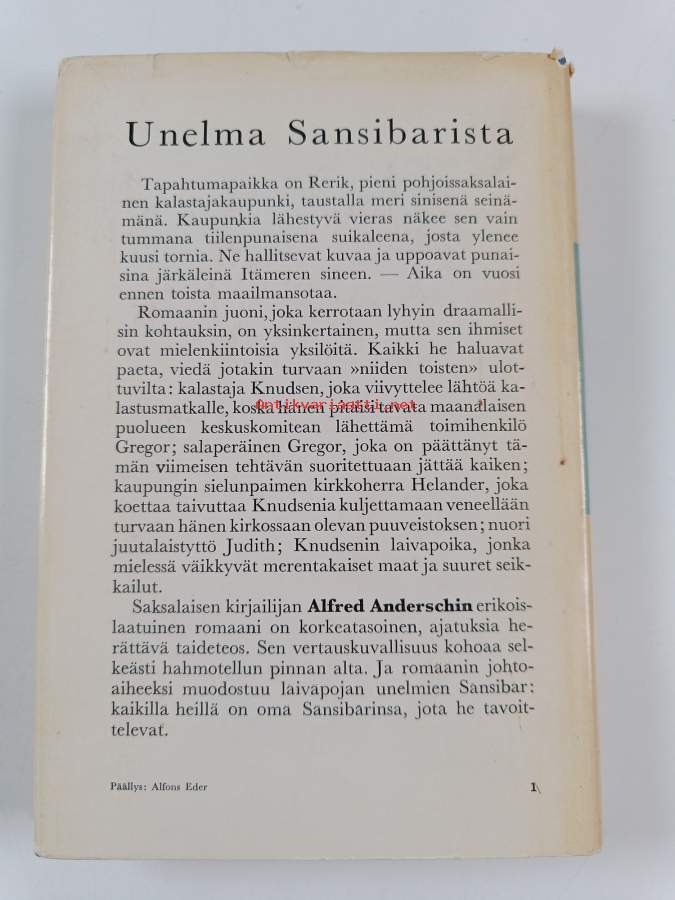 Unelma Sansibarista
Tapahtumapaikka on Rerik, pieni pohjoissaksalai-
nen kalastajakaupunki, taustalla meri sinisenä seinä-
mänä. Kaupunkia lähestyvä vieras näkee sen vain
tummana tiilenpunaisena suikaleena, josta ylenee
kuusi tornia. Ne hallitsevat kuvaa ja uppoavat punai-
sina järkäleinä Itämeren sineen. — Aika on vuosi
ennen toista maailmansotaa.
Romaanin juoni, joka kerrotaan lyhyin draamalli-
sin kohtauksin, on yksinkertainen, mutta sen ihmiset
ovat mielenkiintoisia yksilöitä. Kaikki he haluavat
paeta, viedä jotakin turvaan »niiden toisten» ulot-
tuvilta: kalastaja Knudsen, joka viivyttelee lähtöä ka-
lastusmatkalle, koska hänen pitäisi tavata maanalaisen
Antikvariaatti.net
puolueen keskuskomitean lähettämä toimihenkilö
Gregor; salaperäinen Gregor, joka on päättänyt tä-
män viimeisen tehtävän suoritettuaan jättää kaiken;
kaupungin sielunpaimen kirkkoherra Helander, joka
koettaa taivuttaa Knudsenia kuljettamaan veneellään
turvaan hänen kirkossaan olevan puuveistoksen; nuori
juutalaistyttö Judith; Knudsenin laivapoika, jonka
mielessä väikkyvät merentakaiset maat ja suuret seik-
kailut.
Saksalaisen kirjailijan Alfred Anderschin erikois-
laatuinen romaani on korkeatasoinen, ajatuksia he-
rättävä taideteos. Sen vertauskuvallisuus kohoaa sel-
keästi hahmotellun pinnan alta. Ja romaanin johto-
aiheeksi muodostuu laivapojan unelmien Sansibar:
kaikilla heillä on oma Sansibarinsa, jota he tavoit-
televat.
Päällys: Alfons Eder
1